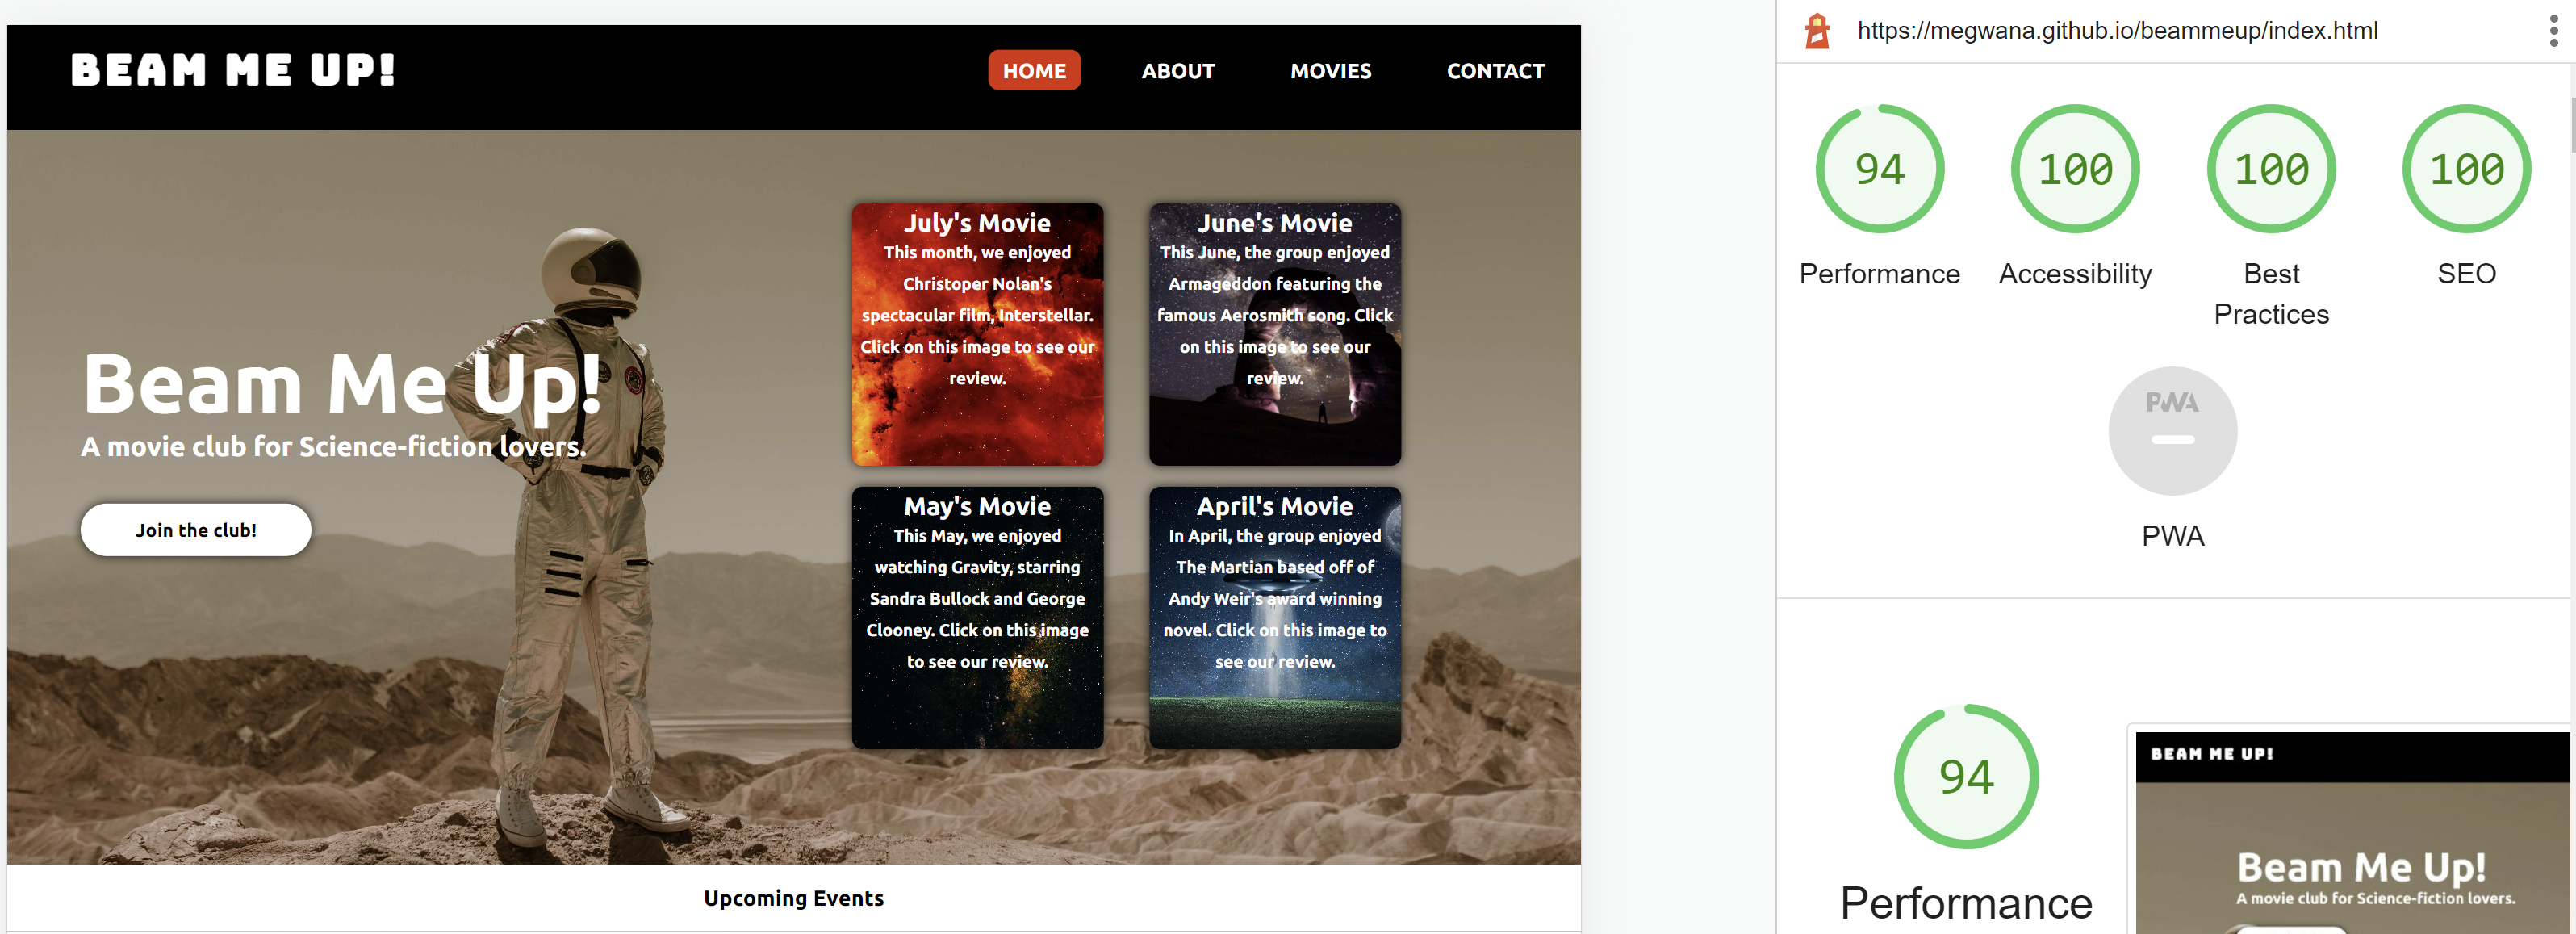 BEAM ME UP!
HOME ABOUT MOVIES CONTACT
Beam Me Up!
A movie club for Science-fiction lovers.
Join the club!
July's Movie
This month, we enjoyed
Christoper Nolan's
spectacular film, Interstellar.
Click on this image to see our
review.
June's Movie
This June, the group enjoyed
Armageddon featuring the
famous Aerosmith song. Click
on this image to see our
review.
May's Movie
This May, we enjoyed
watching Gravity, starring
Sandra Bullock and George
Clooney. Click on this image
to see our review.
April's Movie
In April, the group enjoyed
The Martian based off of
Andy Weir's award winning
novel. Click on this image to
see our review.
Upcoming Events
https://megwana.github.io/beammeup/index.html
94 100 100 100
Performance Accessibility Best
Practices
SEO
PWA
PWA
94
Performance
BEAM ME UP!
Beam Me Up!
A movie club for Science-fiction lovers.